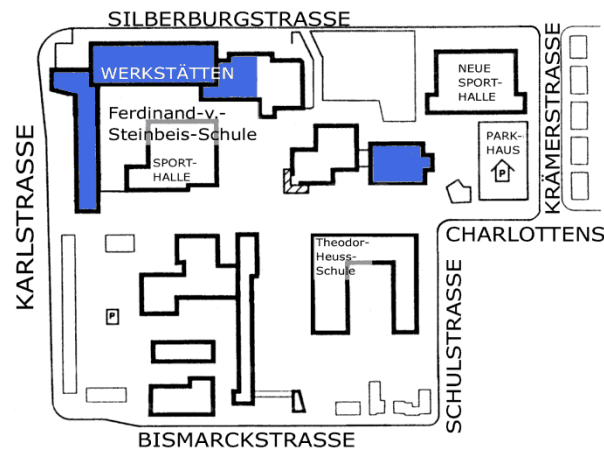 SILBERBURGSTRASSE
WERKSTÄTTEN
NEUE
SPORT-
HALLE
Ferdinand-v.-
Steinbeis-Schule
SPORT-
HALLE
PARK-
HAUS
P
KRÄMERSTRASSE
KARLSTRASSE
CHARLOTTENS
Theodor-
Heuss-
Schule
P
SCHULSTRASSE
BISMARCKSTRASSE